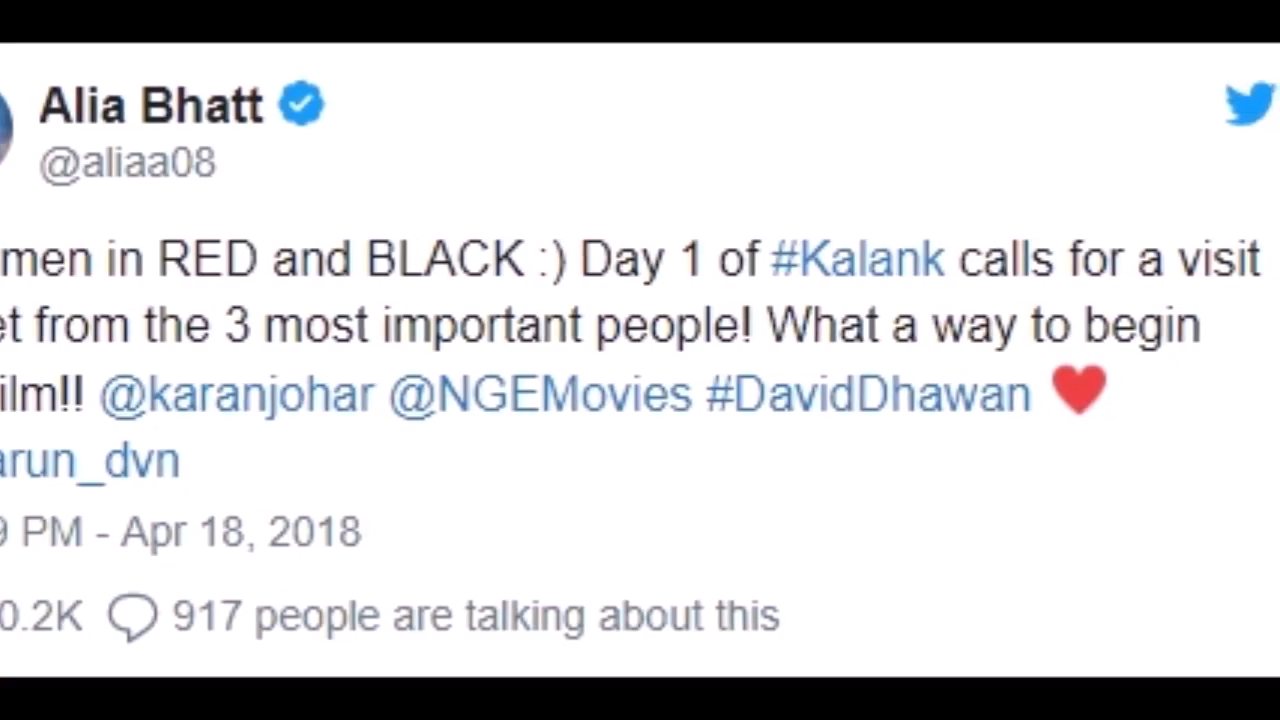 Alia Bhatt
@aliaa08
men in RED and BLACK :) Day 1 of #Kalank calls for a visit
et from the 3 most important people! What a way to begin
ilm!! @karanjohar @NGEMovies #DavidDhawan ❤
arun_dvn
9 PM - Apr 18, 2018
0.2K 917 people are talking about this